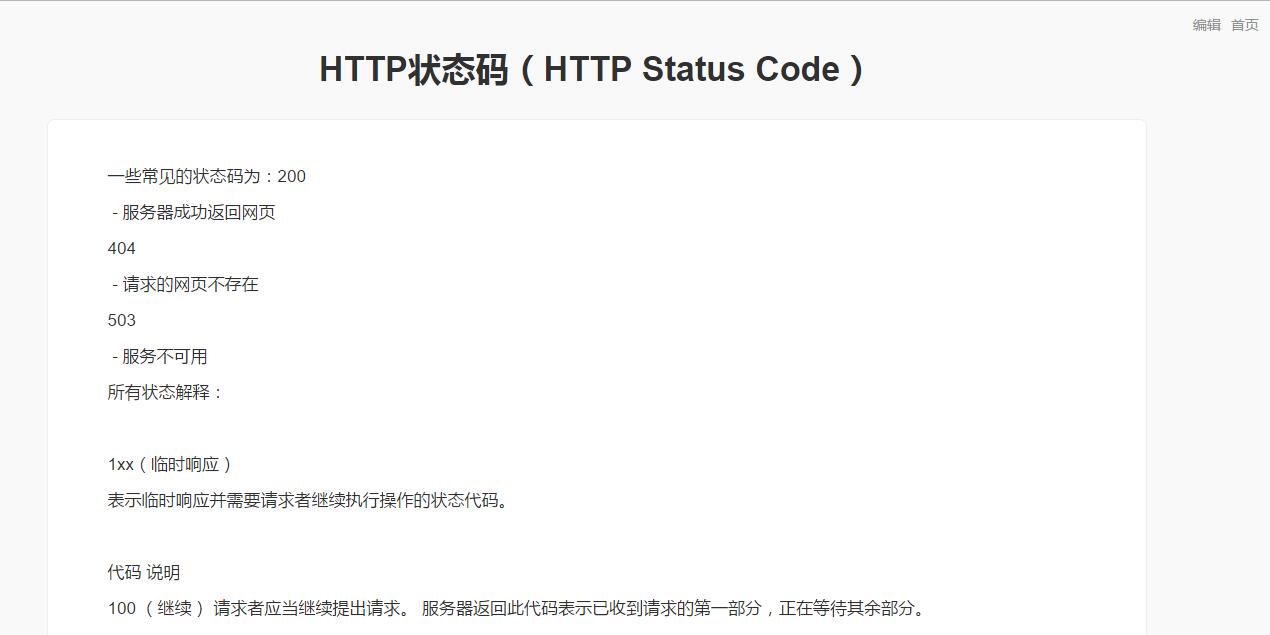 编辑 首页
HTTP状态码（HTTP Status Code）
一些常见的状态码为：200
- 服务器成功返回网页
404
- 请求的网页不存在
503
- 服务不可用
所有状态解释：
1xx（临时响应）
表示临时响应并需要请求者继续执行操作的状态代码。
代码 说明
100 （继续） 请求者应当继续提出请求。 服务器返回此代码表示已收到请求的第一部分，正在等待其余部分。